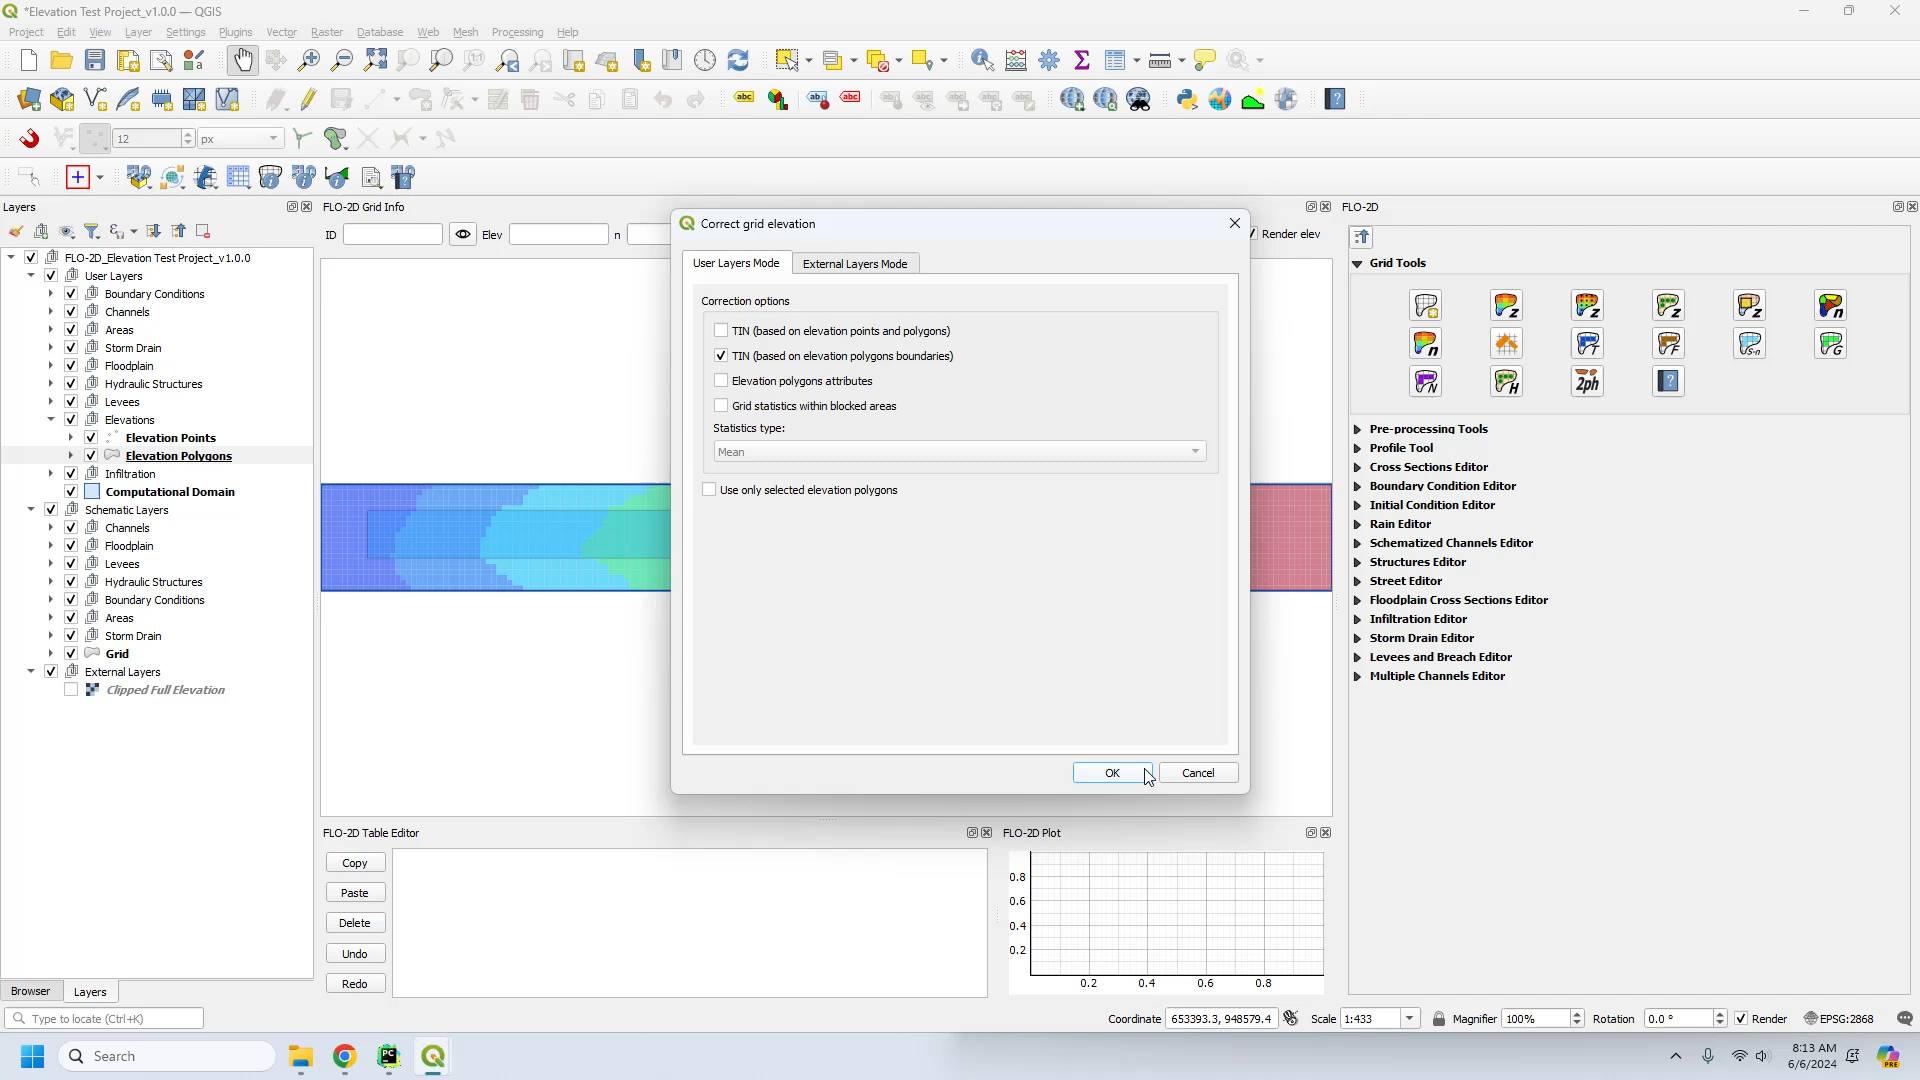 *Elevation Test Project_v1.0.0 — QGIS
Project Edit View Layer Settings Plugins Vector Raster Database Web Mesh Processing Help
12 px
Layers
FLO-2D Grid Info
FLO-2D
ID Elev n Render elev
FLO-2D_Elevation Test Project_v1.0.0
User Layers
Boundary Conditions
Channels
Areas
Storm Drain
Floodplain
Hydraulic Structures
Levees
Elevations
Elevation Points
Elevation Polygons
Infiltration
Computational Domain
Schematic Layers
Channels
Floodplain
Levees
Hydraulic Structures
Boundary Conditions
Areas
Storm Drain
Grid
External Layers
Clipped Full Elevation
Browser Layers
Correct grid elevation
User Layers Mode External Layers Mode
Correction options
TIN (based on elevation points and polygons)
TIN (based on elevation polygons boundaries)
Elevation polygons attributes
Grid statistics within blocked areas
Statistics type:
Mean
Use only selected elevation polygons
OK Cancel
Grid Tools
Pre-processing Tools
Profile Tool
Cross Sections Editor
Boundary Condition Editor
Initial Condition Editor
Rain Editor
Schematized Channels Editor
Structures Editor
Street Editor
Floodplain Cross Sections Editor
Infiltration Editor
Storm Drain Editor
Levees and Breach Editor
Multiple Channels Editor
FLO-2D Table Editor
Copy
Paste
Delete
Undo
Redo
FLO-2D Plot
0.8
0.6
0.4
0.2
0.2 0.4 0.6 0.8
Type to locate (Ctrl+K)
Coordinate 653393.3, 948579.4 Scale 1:433 Magnifier 100% Rotation 0.0 ° Render EPSG:2868
Search
8:13 AM
6/6/2024